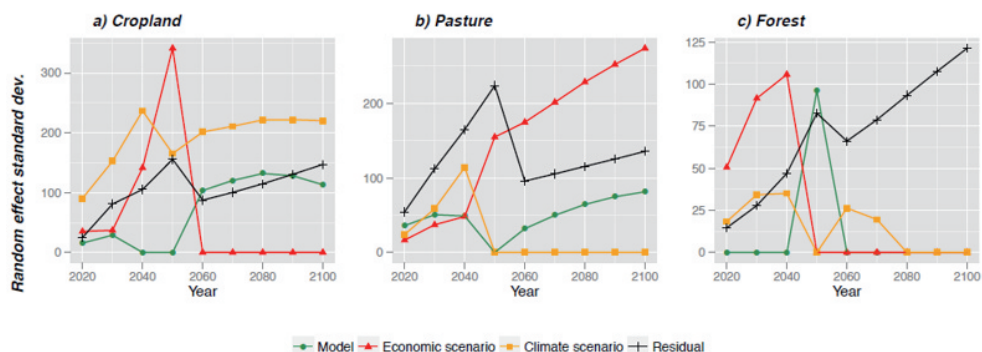 a) Cropland
b) Pasture
c) Forest
Random effect standard dev.
300
200
100
0
2020 2040 2060 2080 2100
Year
200
100
0
2020 2040 2060 2080 2100
Year
125
100
75
50
25
0
2020 2040 2060 2080 2100
Year
Model Economic scenario Climate scenario Residual